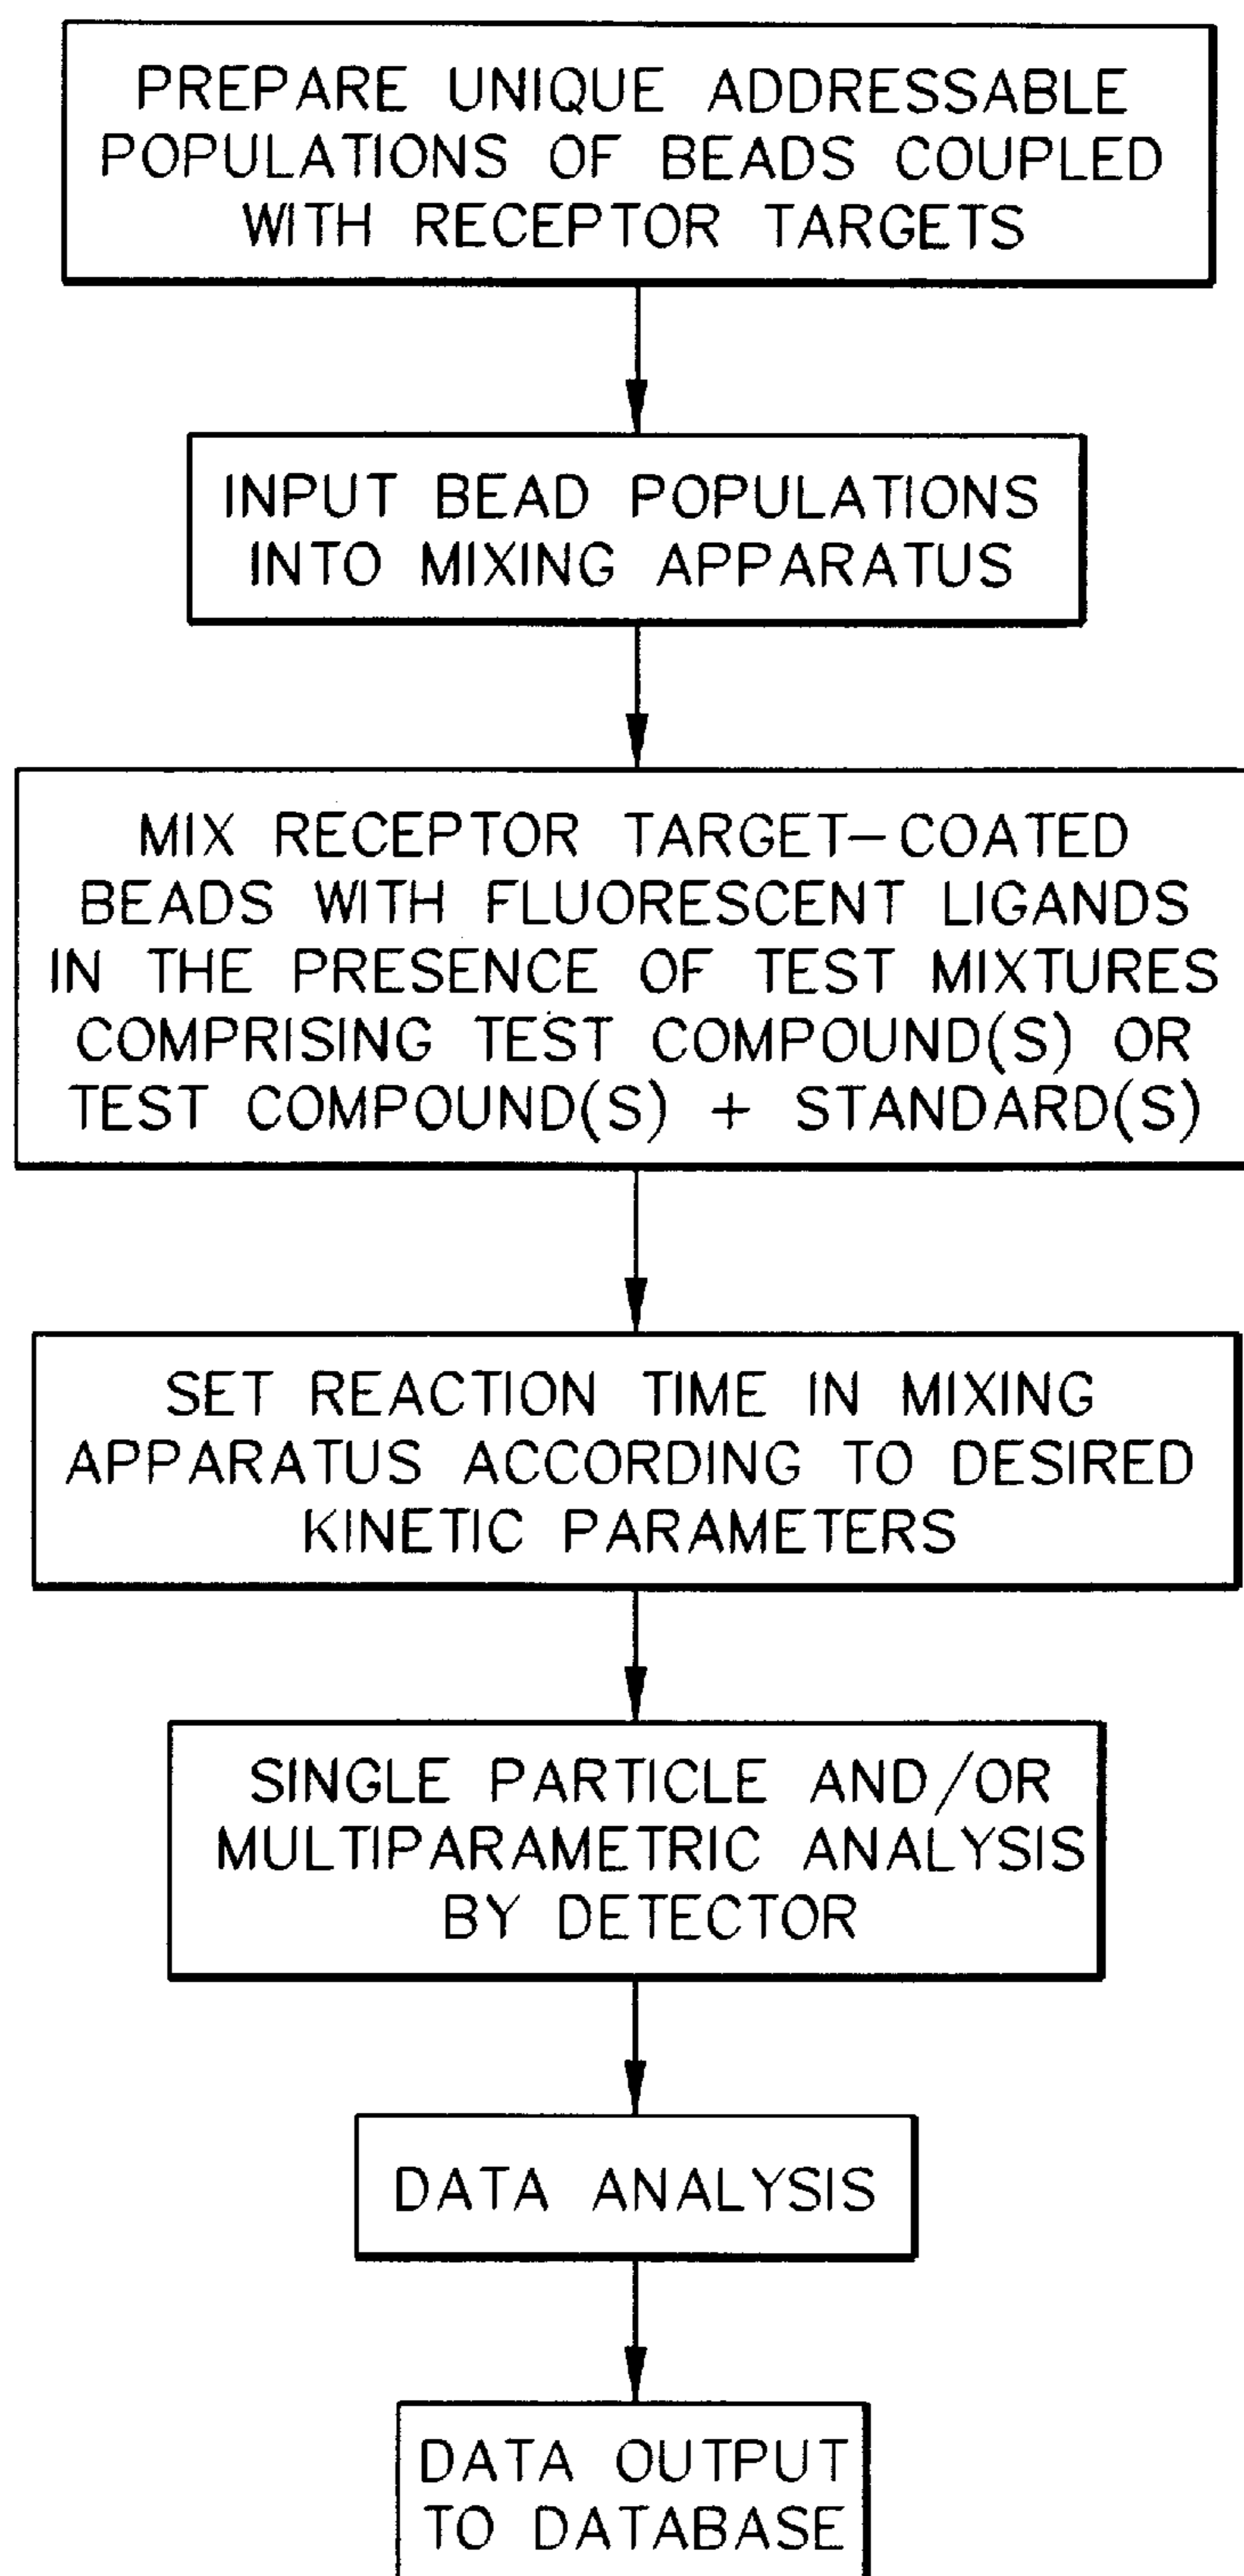 PREPARE UNIQUE ADDRESSABLE
POPULATIONS OF BEADS COUPLED
WITH RECEPTOR TARGETS
INPUT BEAD POPULATIONS
INTO MIXING APPARATUS
MIX RECEPTOR TARGET-COATED
BEADS WITH FLUORESCENT LIGANDS
IN THE PRESENCE OF TEST MIXTURES
COMPRISING TEST COMPOUND(S) OR
TEST COMPOUND(S) + STANDARD(S)
SET REACTION TIME IN MIXING
APPARATUS ACCORDING TO DESIRED
KINETIC PARAMETERS
SINGLE PARTICLE AND/OR
MULTIPARAMETRIC ANALYSIS
BY DETECTOR
DATA ANALYSIS
DATA OUTPUT
TO DATABASE